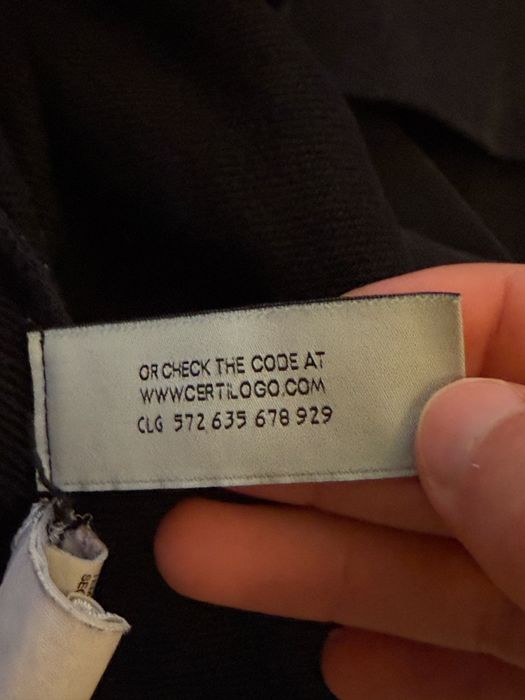 OR CHECK THE CODE AT
WWW.CERTILOGO.COM
CLG 572 635 678 929